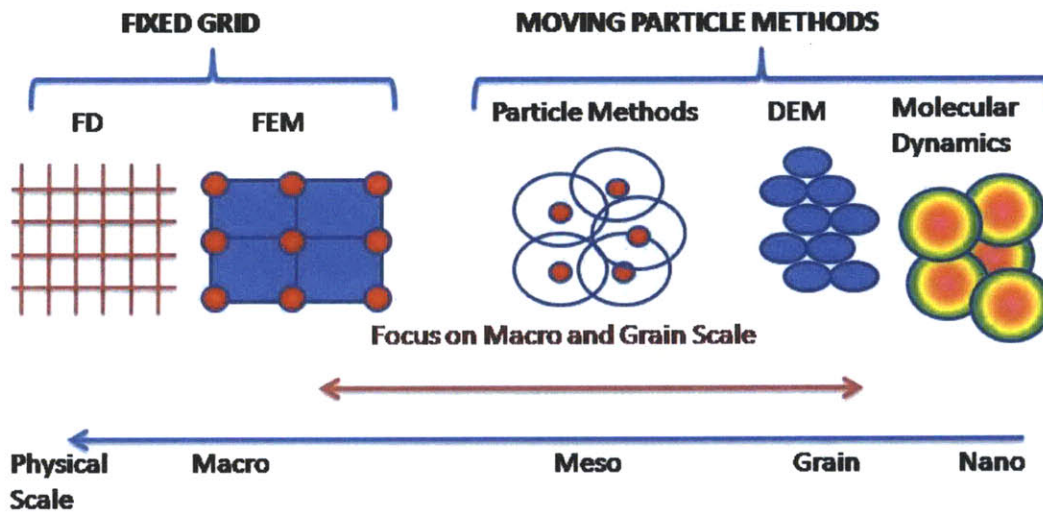 FIXED GRID
MOVING PARTICLE METHODS
FD
FEM
Particle Methods
DEM
Molecular
Dynamics
Focus on Macro and Grain Scale
Physical
Scale
Macro
Meso
Grain
Nano